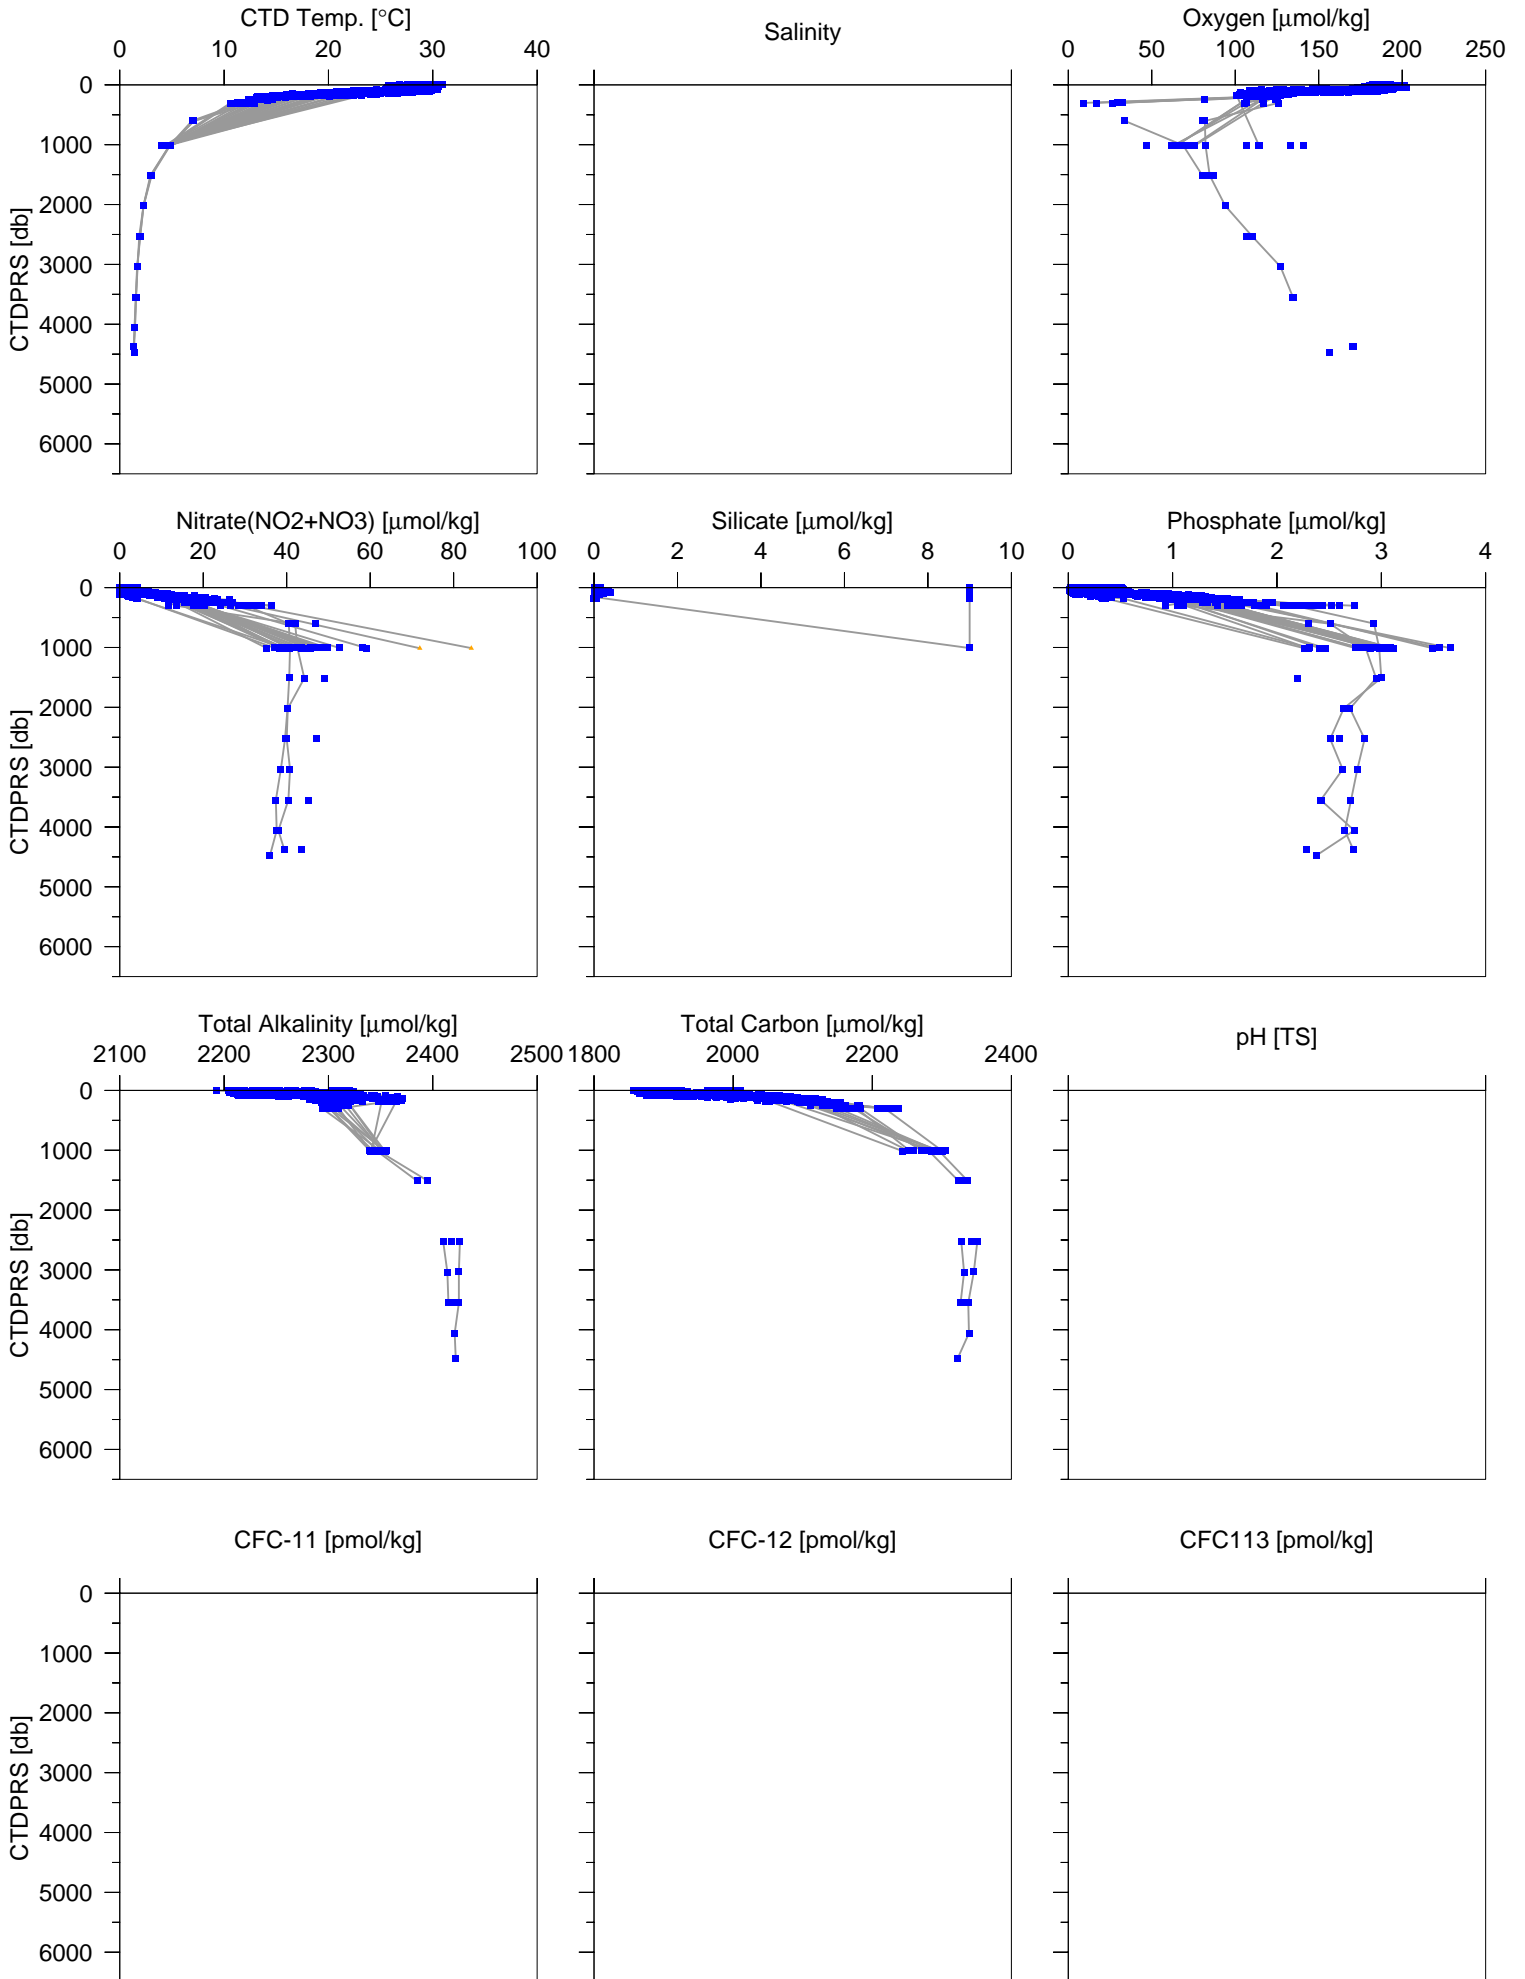 CTD Temp. [°C]
Salinity
Oxygen [μmol/kg]
0 10 20 30 40
0 50 100 150 200 250
0
1000
2000
3000
4000
5000
6000
CTDPRS [db]
Nitrate(NO2+NO3) [μmol/kg]
Silicate [μmol/kg]
Phosphate [μmol/kg]
0 20 40 60 80 100
0 2 4 6 8 10
0 1 2 3 4
0
1000
2000
3000
4000
5000
6000
CTDPRS [db]
Total Alkalinity [μmol/kg]
Total Carbon [μmol/kg]
pH [TS]
2100 2200 2300 2400 2500
1800 2000 2200 2400
0
1000
2000
3000
4000
5000
6000
CTDPRS [db]
CFC-11 [pmol/kg]
CFC-12 [pmol/kg]
CFC113 [pmol/kg]
0
1000
2000
3000
4000
5000
6000
CTDPRS [db]